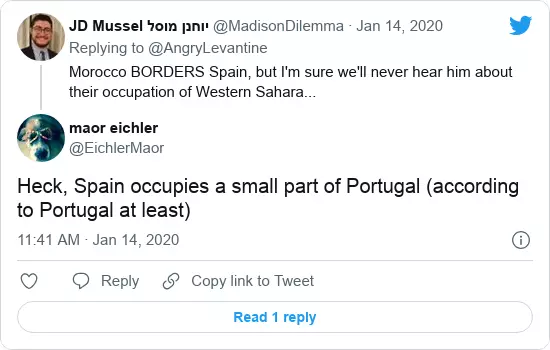 JD Mussel יוחנן מוסל @MadisonDilemma · Jan 14, 2020
Replying to @AngryLevantine
Morocco BORDERS Spain, but I'm sure we'll never hear him about
their occupation of Western Sahara...
maor eichler
@EichlerMaor
Heck, Spain occupies a small part of Portugal (according
to Portugal at least)
11:41 AM · Jan 14, 2020
Reply
Copy link to Tweet
Read 1 reply